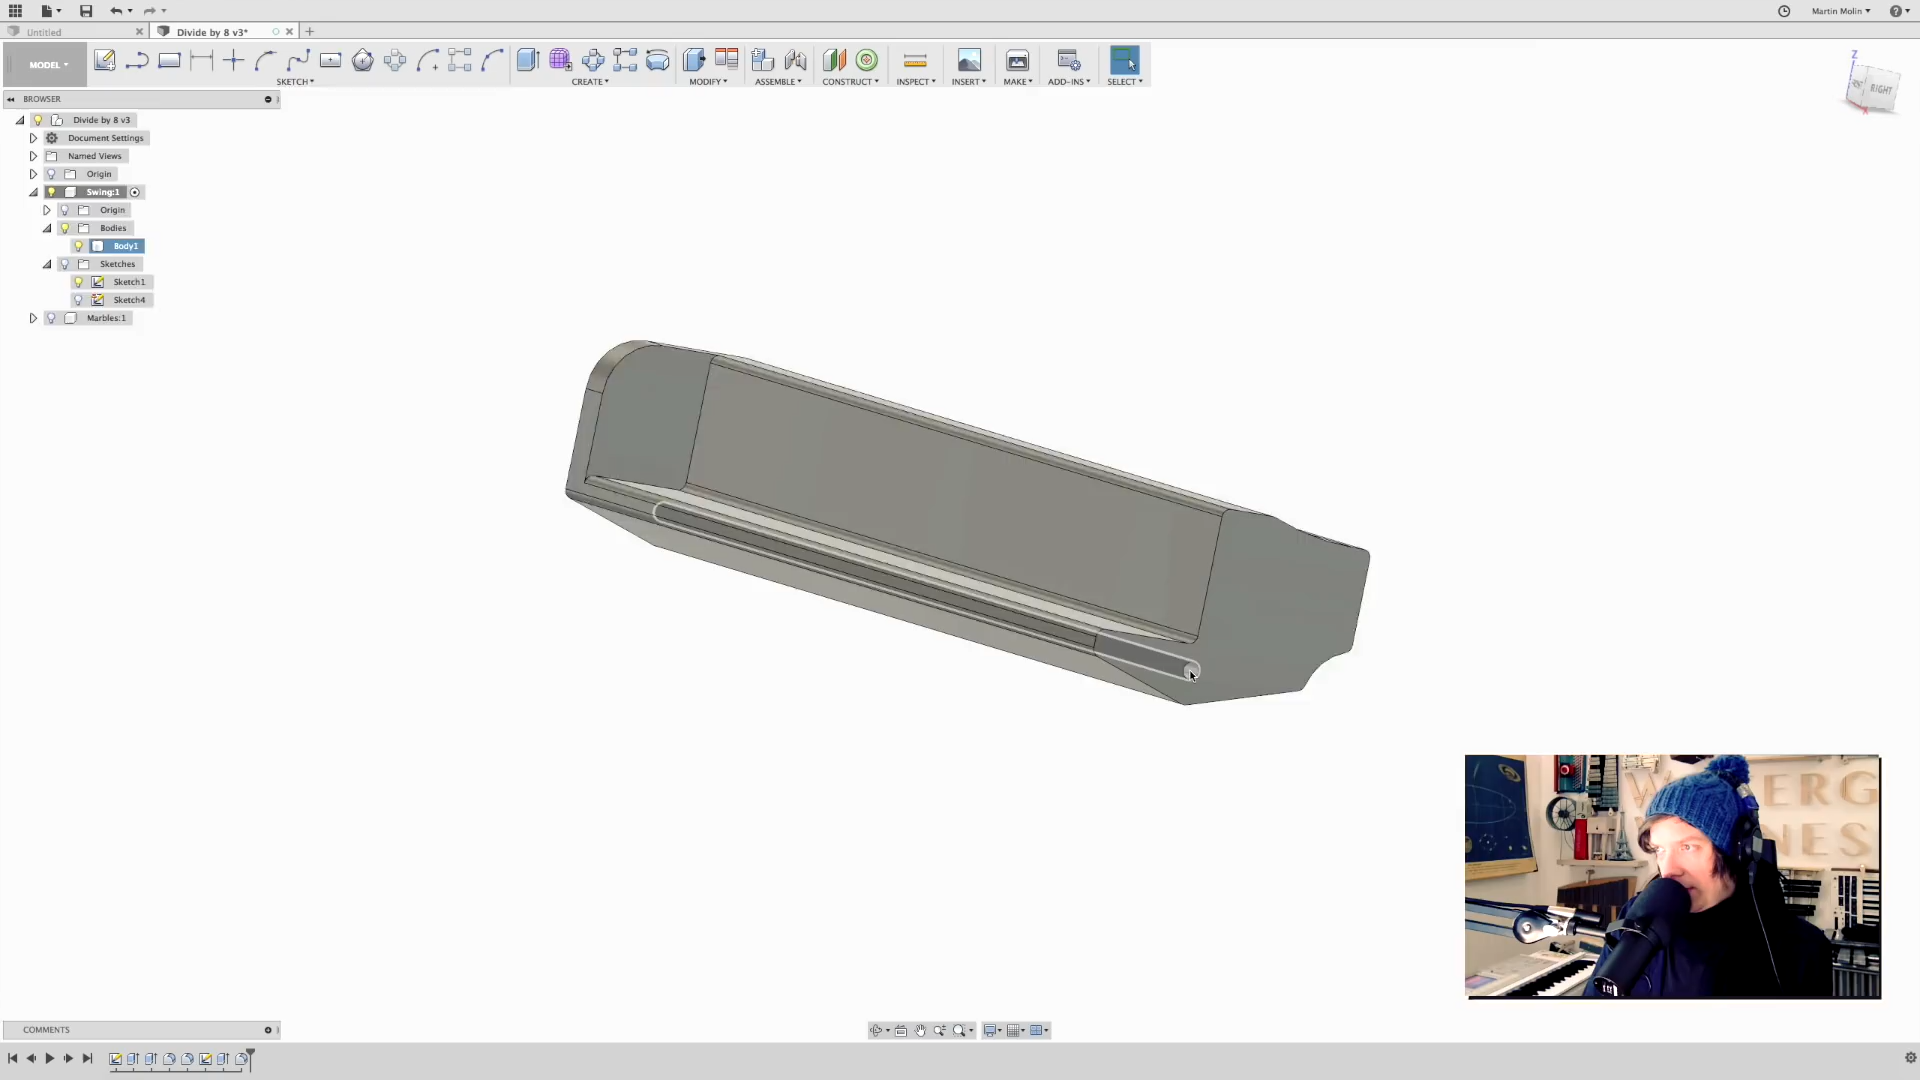 Martin Molin
Untitled
Divide by 8 v3*
MODEL
SKETCH
CREATE
MODIFY
ASSEMBLE
CONSTRUCT
INSPECT
INSERT
MAKE
ADD-INS
SELECT
BROWSER
Divide by 8 v3
Document Settings
Named Views
Origin
Swing:1
Origin
Bodies
Body1
Sketches
Sketch1
Sketch4
Marbles:1
Z
RIGHT
X
ERG
NES
COMMENTS